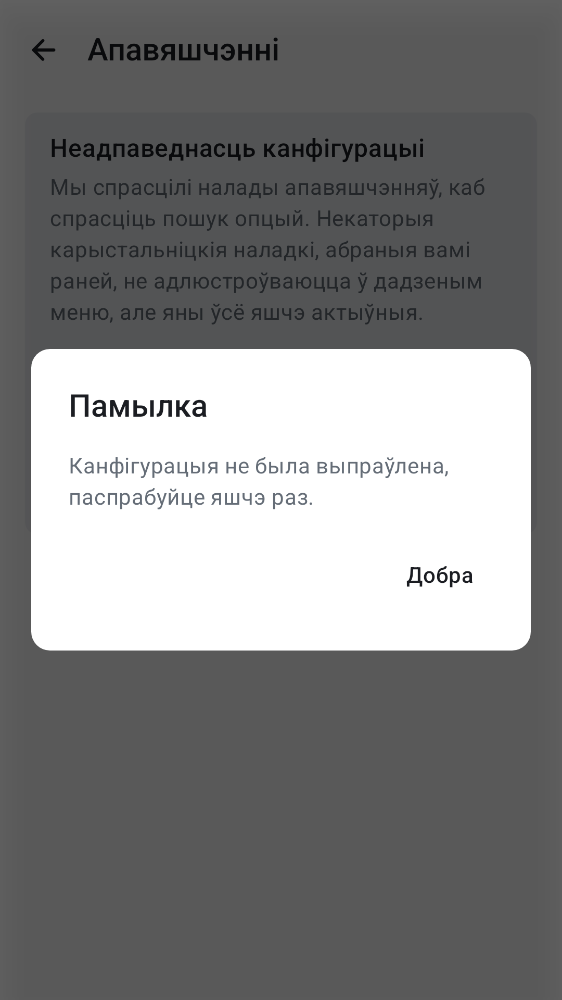 Апавяшчэнні
Неадпаведнасць канфігурацыі
Мы спрасцілі налады апавяшчэнняў, каб
спрасціць пошук опцый. Некаторыя
карыстальніцкія наладкі, абраныя вамі
раней, не адлюстроўваюцца ў дадзеным
меню, але яны ўсё яшчэ актыўныя.
Памылка
Канфігурацыя не была выпраўлена,
паспрабуйце яшчэ раз.
Добра